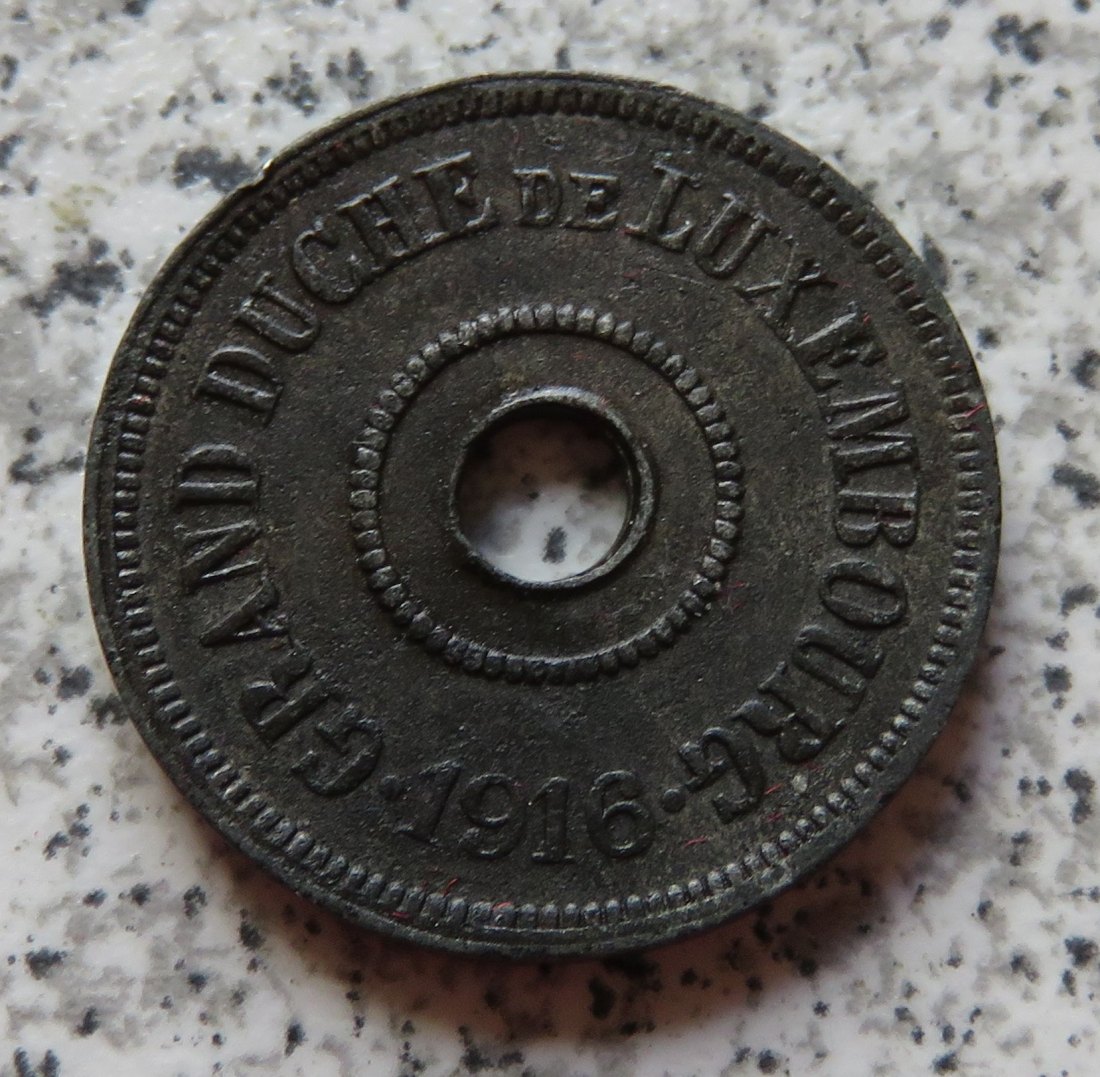 GRAND DUCHE DE LUXEMBOURG
· 1916 ·